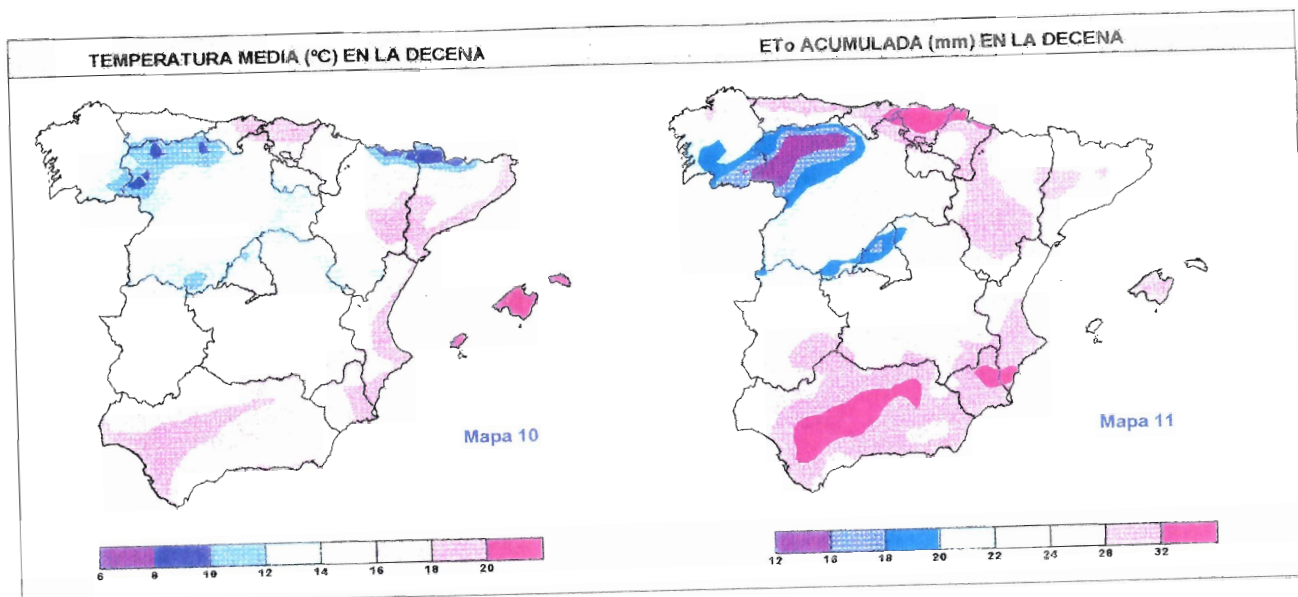 TEMPERATURA MEDIA (ºC) EN LA DECENA
ETo ACUMULADA (mm) EN LA DECENA
Mapa 10
Mapa 11
6 8 10 12 14 16 18 20
12 16 18 20 22 24 28 32